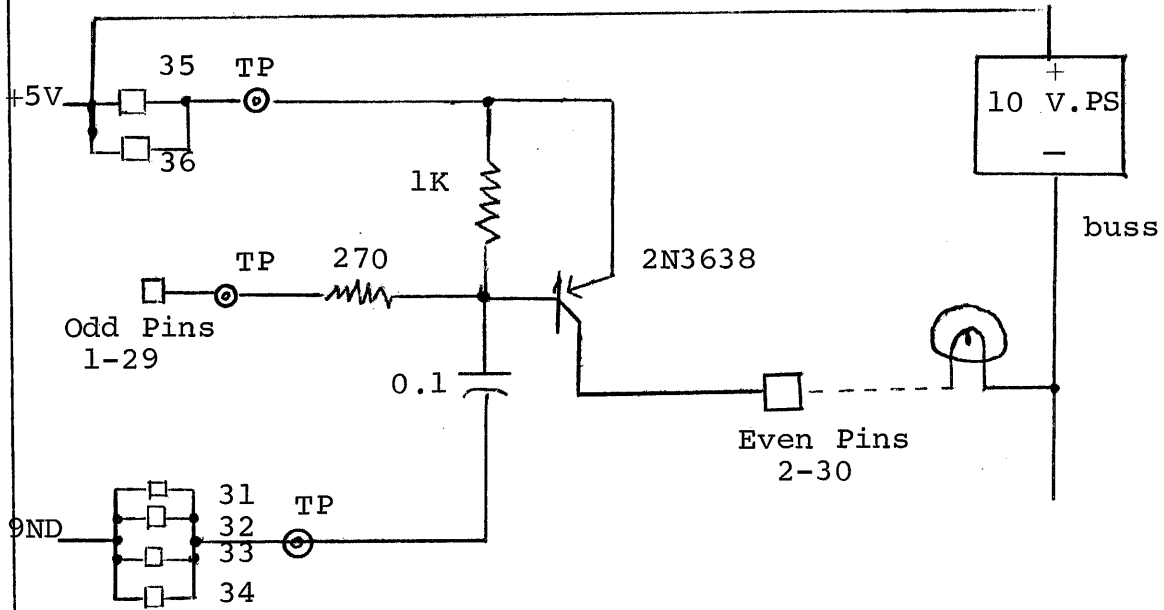 35 TP
+5V
36
+
10 V.PS
−
buss
1K
TP 270 2N3638
Odd Pins
1-29
0.1
Even Pins
2-30
31
TP
9ND
32
33
34